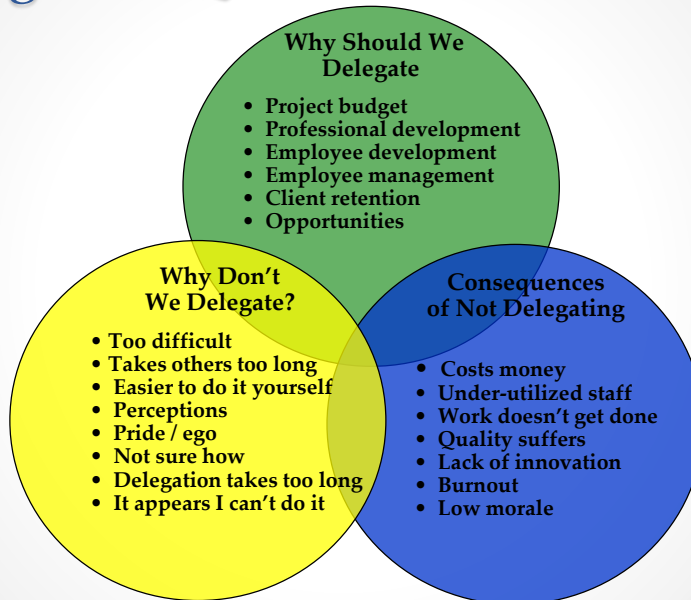 Why Should We
Delegate
• Project budget
• Professional development
• Employee development
• Employee management
• Client retention
• Opportunities
Why Don't
We Delegate?
• Too difficult
• Takes others too long
• Easier to do it yourself
• Perceptions
• Pride / ego
• Not sure how
• Delegation takes too long
• It appears I can't do it
Consequences
of Not Delegating
• Costs money
• Under-utilized staff
• Work doesn't get done
• Quality suffers
• Lack of innovation
• Burnout
• Low morale